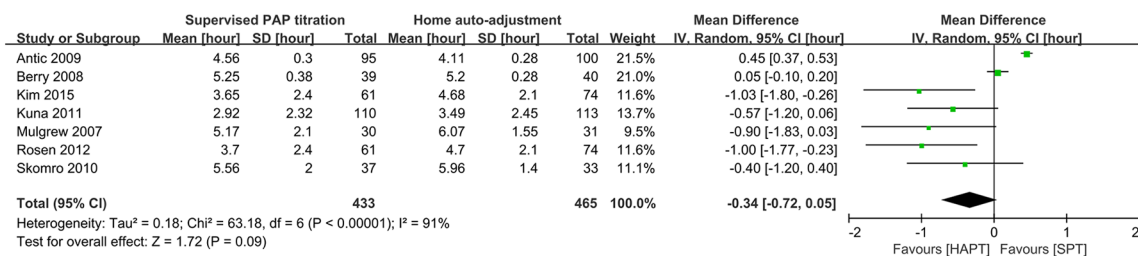 Supervised PAP titration Home auto-adjustment Mean Difference Mean Difference
Study or Subgroup Mean [hour] SD [hour] Total Mean [hour] SD [hour] Total Weight IV. Random, 95% CI [hour] IV. Random, 95% CI [hour]
Antic 2009 4.56 0.3 95 4.11 0.28 100 21.5% 0.45 [0.37, 0.53]
Berry 2008 5.25 0.38 39 5.2 0.28 40 21.0% 0.05 [-0.10, 0.20]
Kim 2015 3.65 2.4 61 4.68 2.1 74 11.6% -1.03 [-1.80, -0.26]
Kuna 2011 2.92 2.32 110 3.49 2.45 113 13.7% -0.57 [-1.20, 0.06]
Mulgrew 2007 5.17 2.1 30 6.07 1.55 31 9.5% -0.90 [-1.83, 0.03]
Rosen 2012 3.7 2.4 61 4.7 2.1 74 11.6% -1.00 [-1.77, -0.23]
Skomro 2010 5.56 2 37 5.96 1.4 33 11.1% -0.40 [-1.20, 0.40]
Total (95% CI) 433 465 100.0% -0.34 [-0.72, 0.05]
Heterogeneity: Tau² = 0.18; Chi² = 63.18, df = 6 (P < 0.00001); I² = 91%
Test for overall effect: Z = 1.72 (P = 0.09)
-2 -1 0 1 2
Favours [HAPT] Favours [SPT]